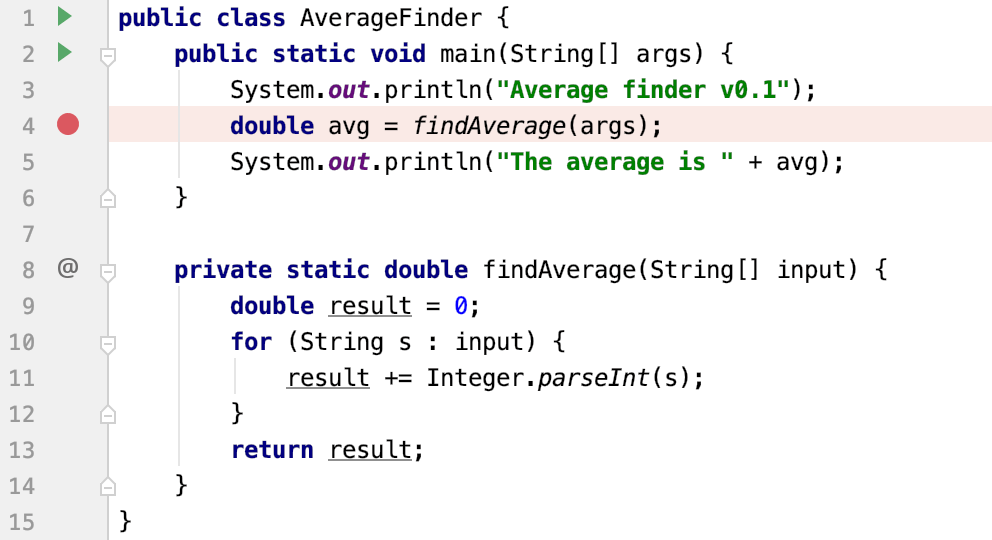 1 public class AverageFinder {
2 public static void main(String[] args) {
3 System.out.println("Average finder v0.1");
4 double avg = findAverage(args);
5 System.out.println("The average is " + avg);
6 }
7
8 @ private static double findAverage(String[] input) {
9 double result = 0;
10 for (String s : input) {
11 result += Integer.parseInt(s);
12 }
13 return result;
14 }
15 }